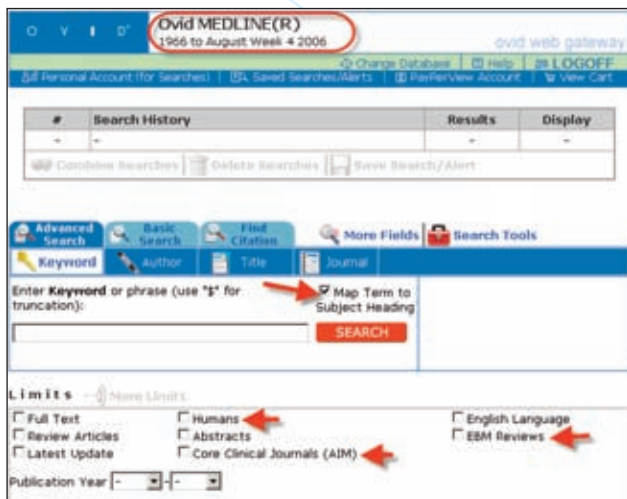 O V I D
Ovid MEDLINE(R)
1966 to August Week 4 2006
ovid web gateway
Change Database | Help | LOGOFF
Personal Account (for Searches) | Saved Searches/Alerts | PayPerView Account | View Cart
# Search History Results Display
- - - -
Combine Searches Delete Searches Save Search/Alert
Advanced Search Basic Search Find Citation More Fields Search Tools
Keyword Author Title Journal
Enter Keyword or phrase (use "$" for truncation):
Map Term to Subject Heading
SEARCH
Limits More Limits
Full Text Humans English Language
Review Articles Abstracts EBM Reviews
Latest Update Core Clinical Journals (AIM)
Publication Year - - -